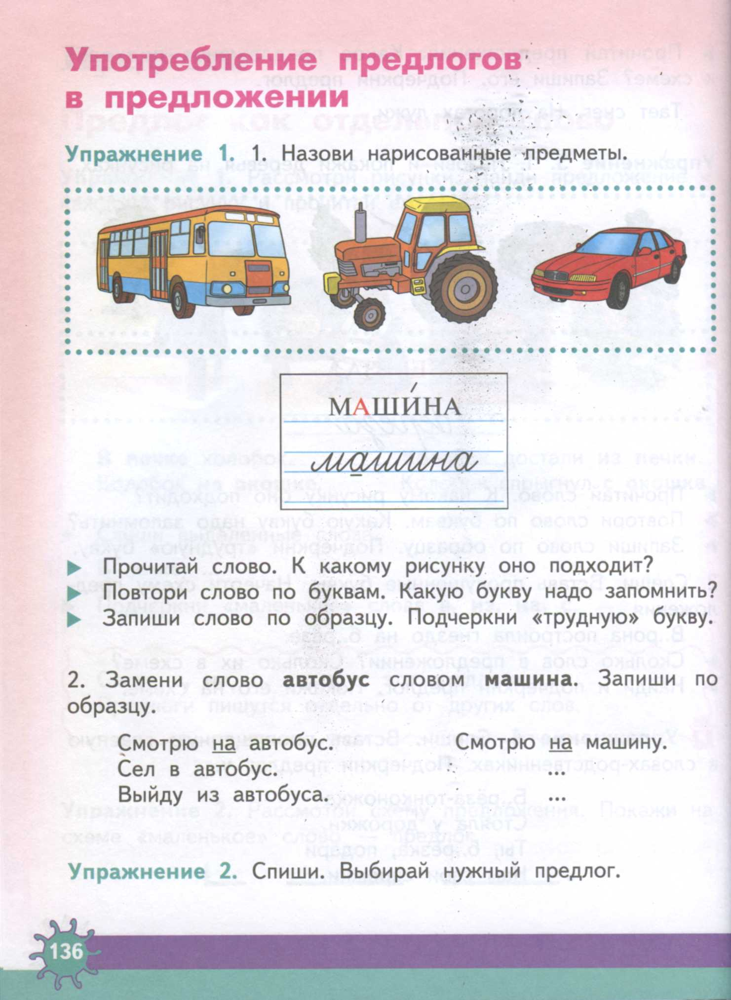 Употребление предлогов
в предложении
Упражнение 1. 1. Назови нарисованные предметы.
МАШИ́НА
машина
Прочитай слово. К какому рисунку оно подходит?
Повтори слово по буквам. Какую букву надо запомнить?
Запиши слово по образцу. Подчеркни «трудную» букву.
2. Замени слово автобус словом машина. Запиши по
образцу.
Смотрю на автобус. Смотрю на машину.
Сел в автобус. ...
Выйду из автобуса. ...
Упражнение 2. Спиши. Выбирай нужный предлог.
136